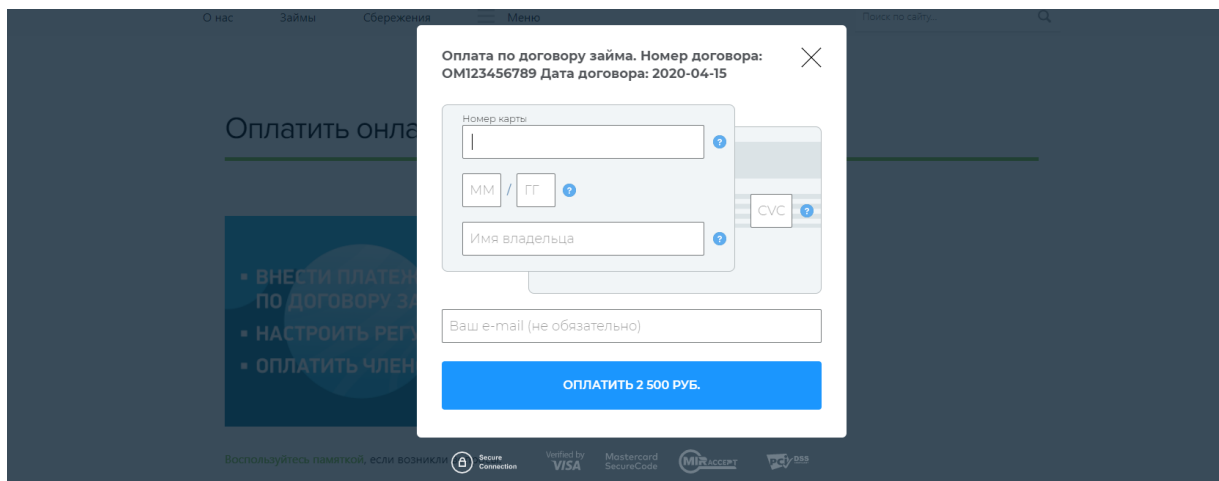 О нас Займы Сбережения Меню Поиск по сайту...
Оплата по договору займа. Номер договора:
ОМ123456789 Дата договора: 2020-04-15
Оплатить онла
Номер карты
?
ММ / ГГ ?
CVC ?
Имя владельца ?
Ваш e-mail (не обязательно)
ОПЛАТИТЬ 2 500 РУБ.
ВНЕСТИ ПЛАТЕЖ
ПО ДОГОВОРУ ЗА
НАСТРОИТЬ РЕГУ
ОПЛАТИТЬ ЧЛЕН
Воспользуйтесь памяткой, если возникли
Secure
Connection
Verified by
VISA
Mastercard
SecureCode
MIR ACCEPT
PCI DSS